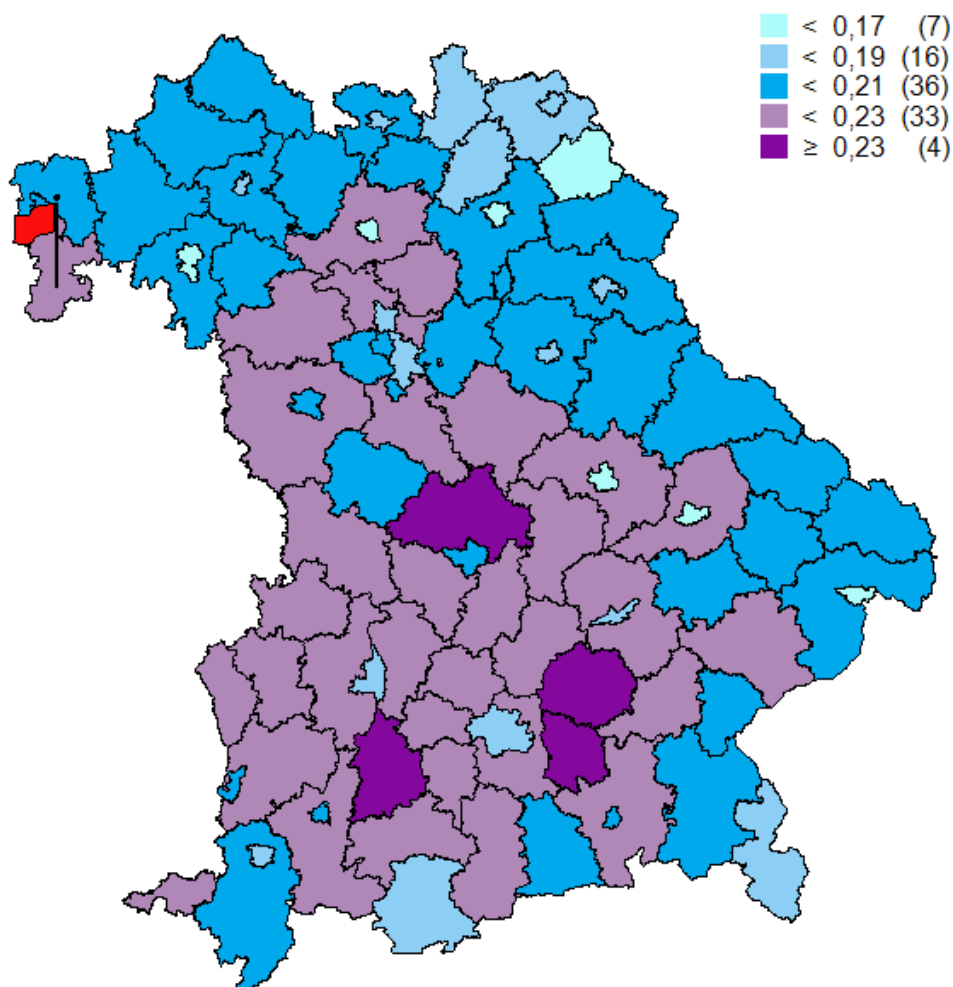 < 0,17 (7)
< 0,19 (16)
< 0,21 (36)
< 0,23 (33)
≥ 0,23 (4)